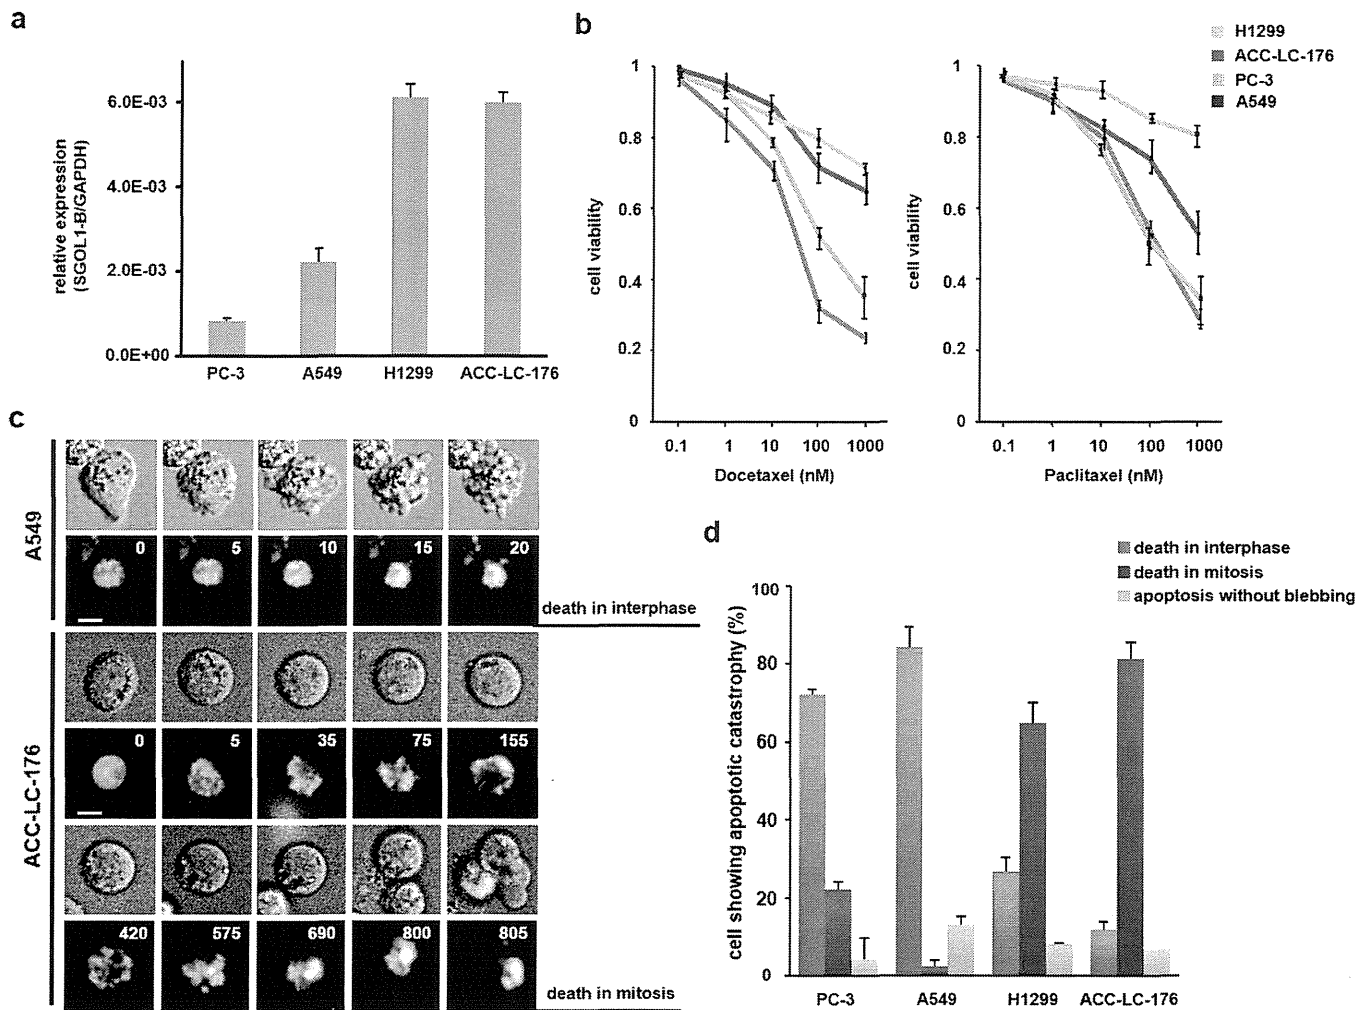 a
relative expression
(SGOL1-B/GAPDH)
6.0E-03
4.0E-03
2.0E-03
0.0E+00
PC-3 A549 H1299 ACC-LC-176
b
H1299
ACC-LC-176
PC-3
A549
cell viability
1
0.8
0.6
0.4
0.2
0
0.1 1 10 100 1000
Docetaxel (nM)
cell viability
1
0.8
0.6
0.4
0.2
0
0.1 1 10 100 1000
Paclitaxel (nM)
c
A549
0 5 10 15 20
death in interphase
ACC-LC-176
0 5 35 75 155
420 575 690 800 805
death in mitosis
d
death in interphase
death in mitosis
apoptosis without blebbing
cell showing apoptotic catastrophy (%)
100
80
60
40
20
0
PC-3 A549 H1299 ACC-LC-176